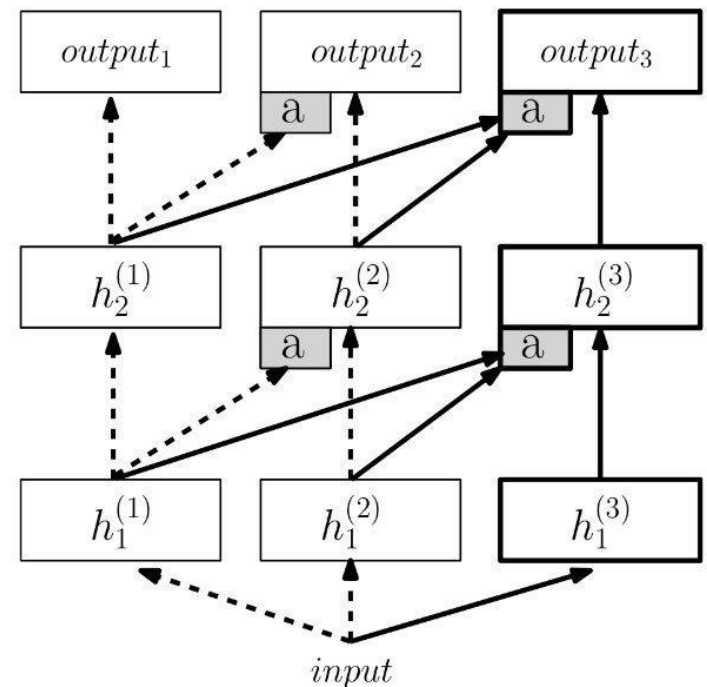 output₁ output₂ output₃
a a
h₂⁽¹⁾ h₂⁽²⁾ h₂⁽³⁾
a a
h₁⁽¹⁾ h₁⁽²⁾ h₁⁽³⁾
input